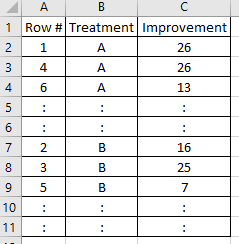 A B C
1 Row # Treatment Improvement
2 1 A 26
3 4 A 26
4 6 A 13
5 : : :
6 : : :
7 2 B 16
8 3 B 25
9 5 B 7
10 : : :
11 : : :